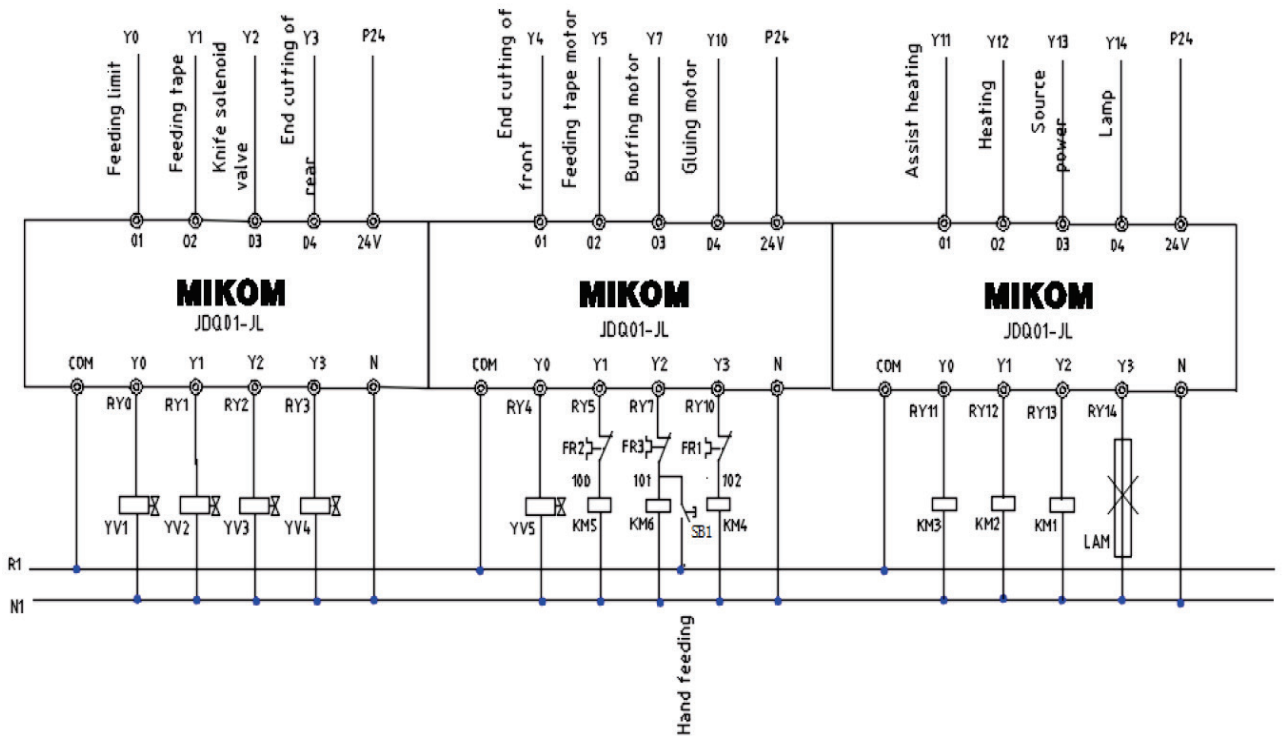 Y0 Y1 Y2 Y3 P24 Y4 Y5 Y7 Y10 P24 Y11 Y12 Y13 Y14 P24
Feeding limit
Feeding tape
Knife solenoid
valve
End cutting of
rear
End cutting of
front
Feeding tape motor
Buffing motor
Gluing motor
Assist heating
Heating
Source
power
Lamp
01 02 03 04 24V 01 02 03 04 24V 01 02 03 04 24V
MIKOM MIKOM MIKOM
JDQ01-JL JDQ01-JL JDQ01-JL
COM Y0 Y1 Y2 Y3 N COM Y0 Y1 Y2 Y3 N COM Y0 Y1 Y2 Y3 N
RY0 RY1 RY2 RY3 RY4 RY5 RY7 RY10 RY11 RY12 RY13 RY14
FR2 FR3 FR1
100 101 102
YV1 YV2 YV3 YV4 YV5 KM5 KM6 SB1 KM4 KM3 KM2 KM1 LAM
R1
N1
Hand feeding